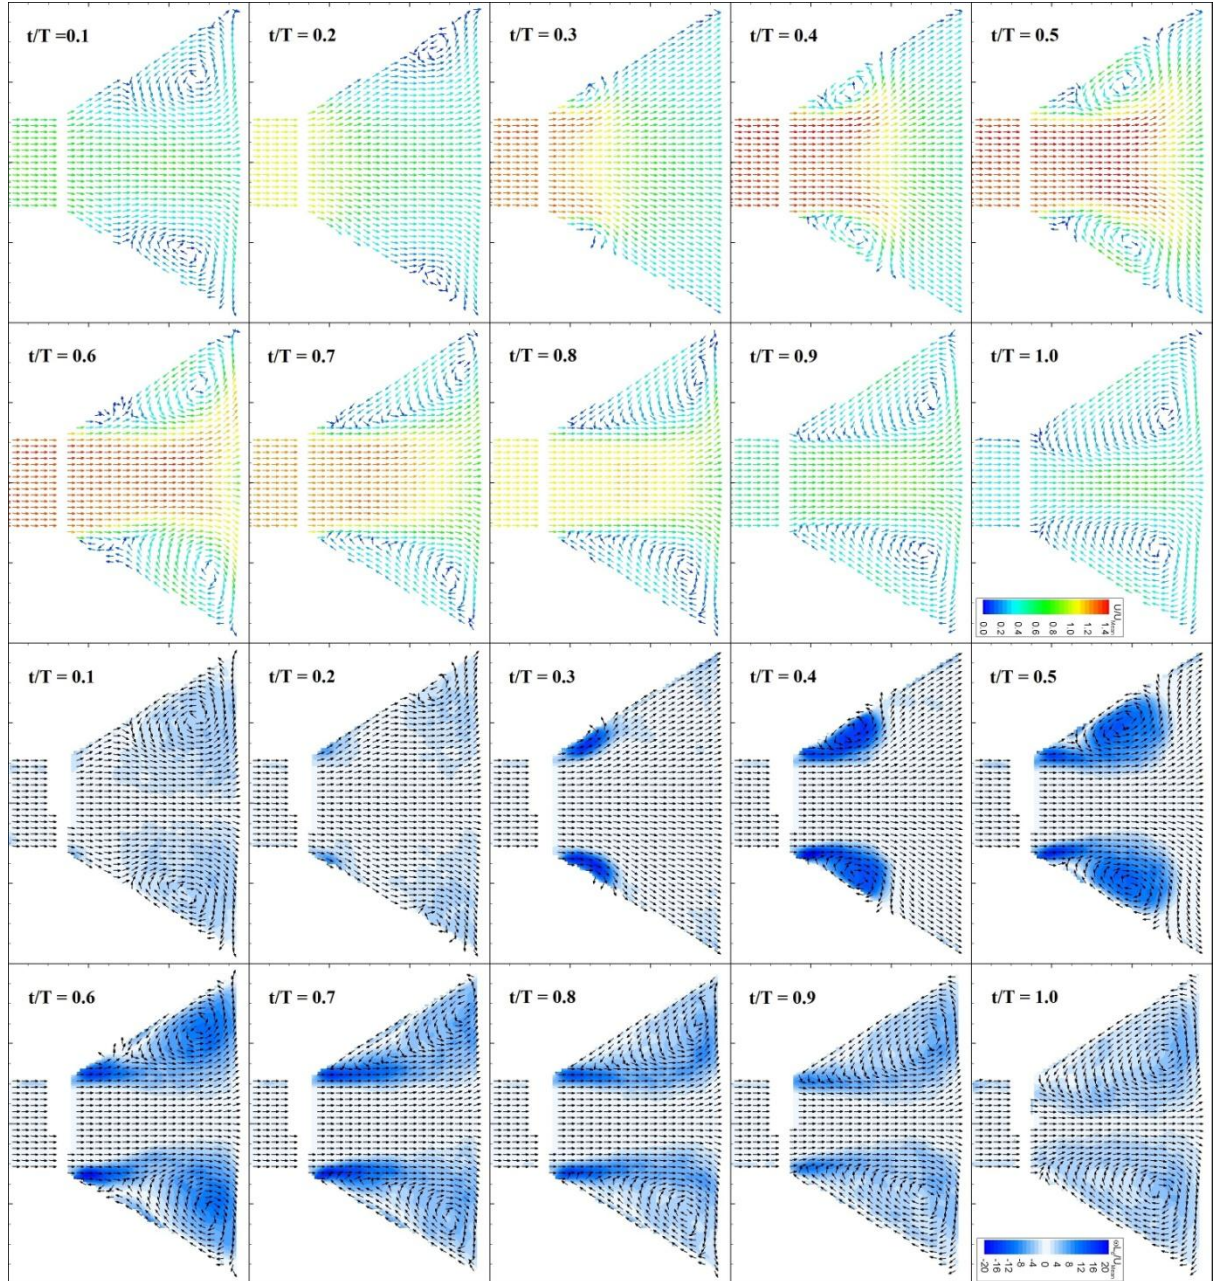 t/T =0.1
t/T = 0.2
t/T = 0.3
t/T = 0.4
t/T = 0.5
t/T = 0.6
t/T = 0.7
t/T = 0.8
t/T = 0.9
t/T = 1.0
U/U_Mean
0.0 0.2 0.4 0.6 0.8 1.0 1.2 1.4
t/T = 0.1
t/T = 0.2
t/T = 0.3
t/T = 0.4
t/T = 0.5
t/T = 0.6
t/T = 0.7
t/T = 0.8
t/T = 0.9
t/T = 1.0
-20 -16 -12 -8 -4 0 4 8 12 16 20